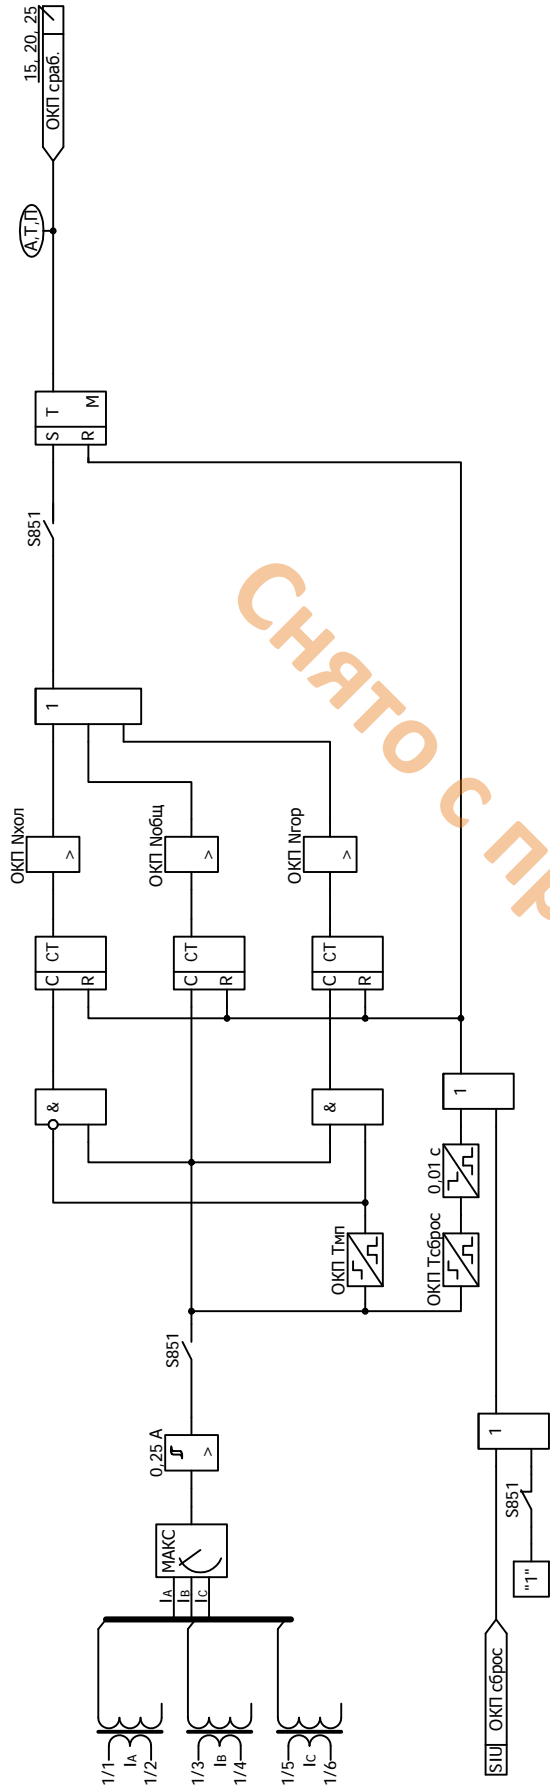 1/1
IA
1/2
1/3
IB
1/4
1/5
IC
1/6
IA
IB
IC
МАКС
0,25 А
>
S851
ОКП Тмп
ОКП Тсброс
0,01 с
&
&
C
CT
R
C
CT
R
C
CT
R
ОКП Nхол
>
ОКП Nобщ
>
ОКП Nгор
>
1
S851
S
T
R
M
А,Т,П
ОКП сраб.
15, 20, 25
SIU
ОКП сброс
"1"
S851
1
1
Снято с пр